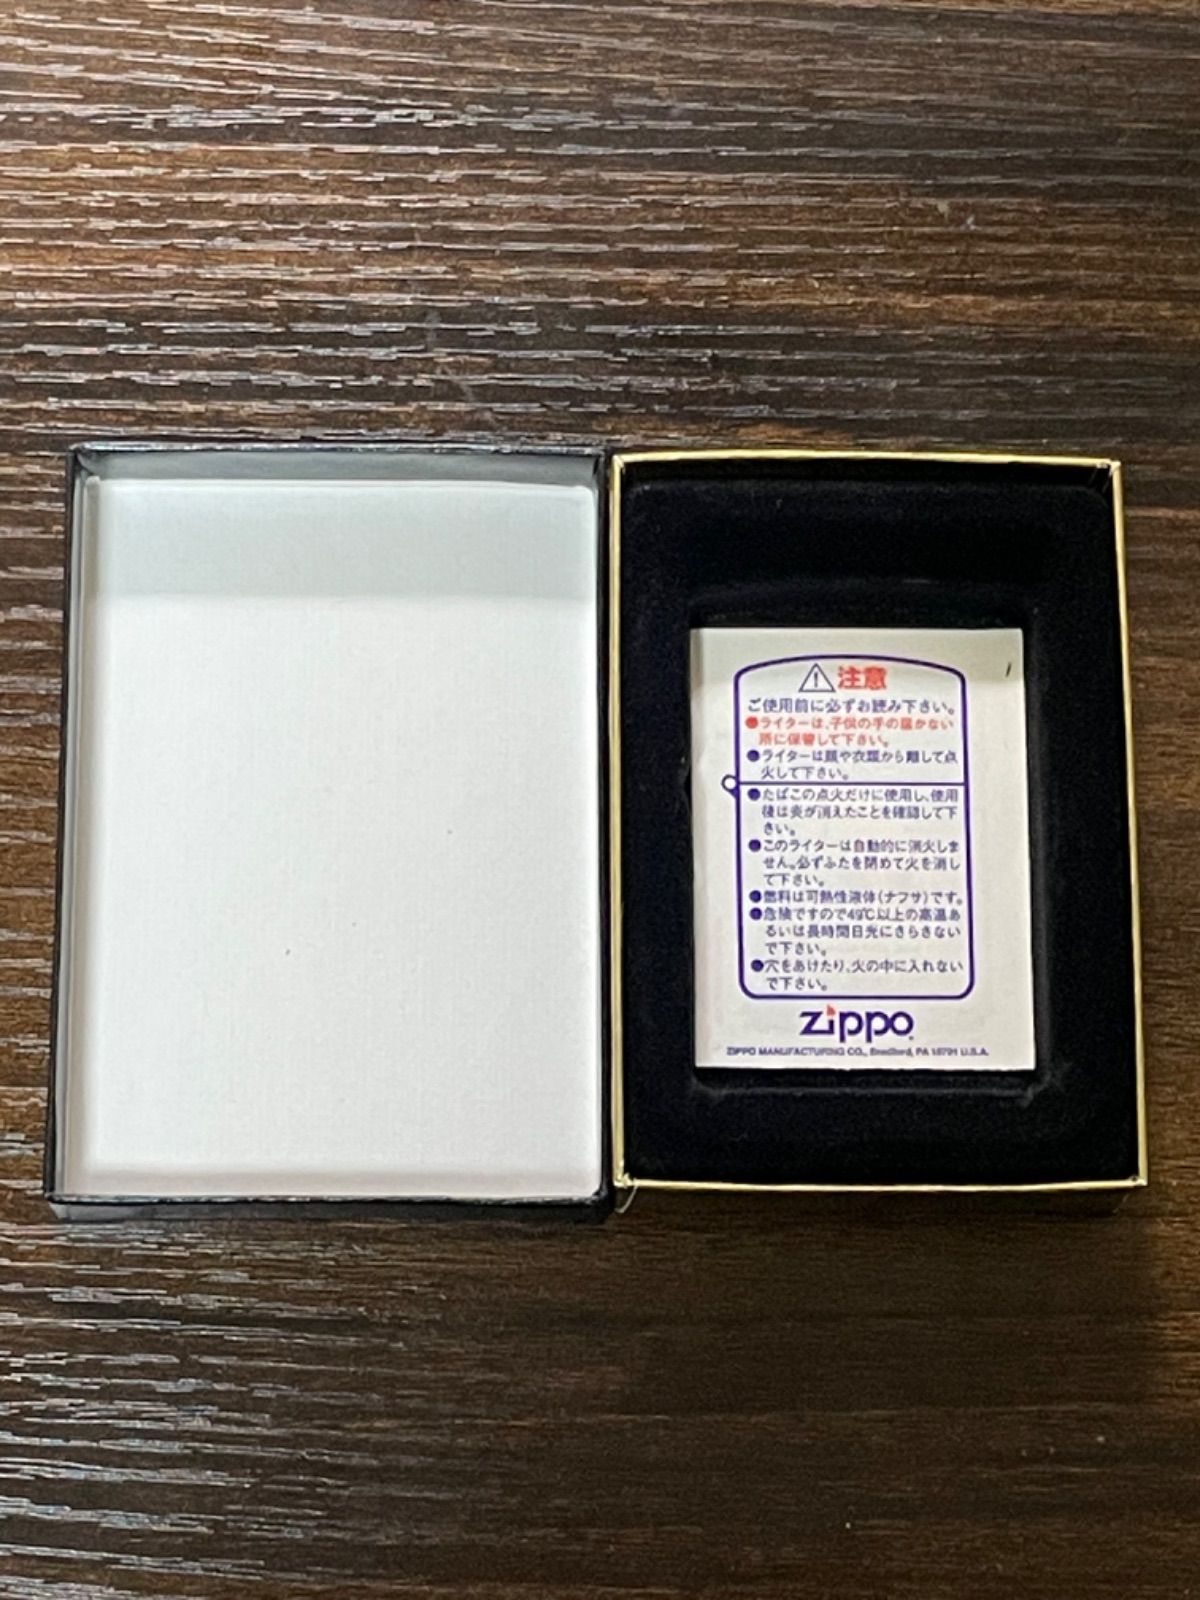 注意
ご使用前に必ずお読み下さい。
●ライターは、子供の手の届かない
所に保管して下さい。
●ライターは顔や衣類から離して点
火して下さい。
●たばこの点火だけに使用し、使用
後は炎が消えたことを確認して下
さい。
●このライターは自動的に消火しま
せん。必ずふたを閉めて火を消し
て下さい。
●燃料は可熱性液体(ナフサ)です。
●危険ですので49℃以上の高温あ
るいは長時間日光にさらさない
で下さい。
●穴をあけたり、火の中に入れない
で下さい。
zippo
ZIPPO MANUFACTURING CO., Bradford, PA 16701 U.S.A.